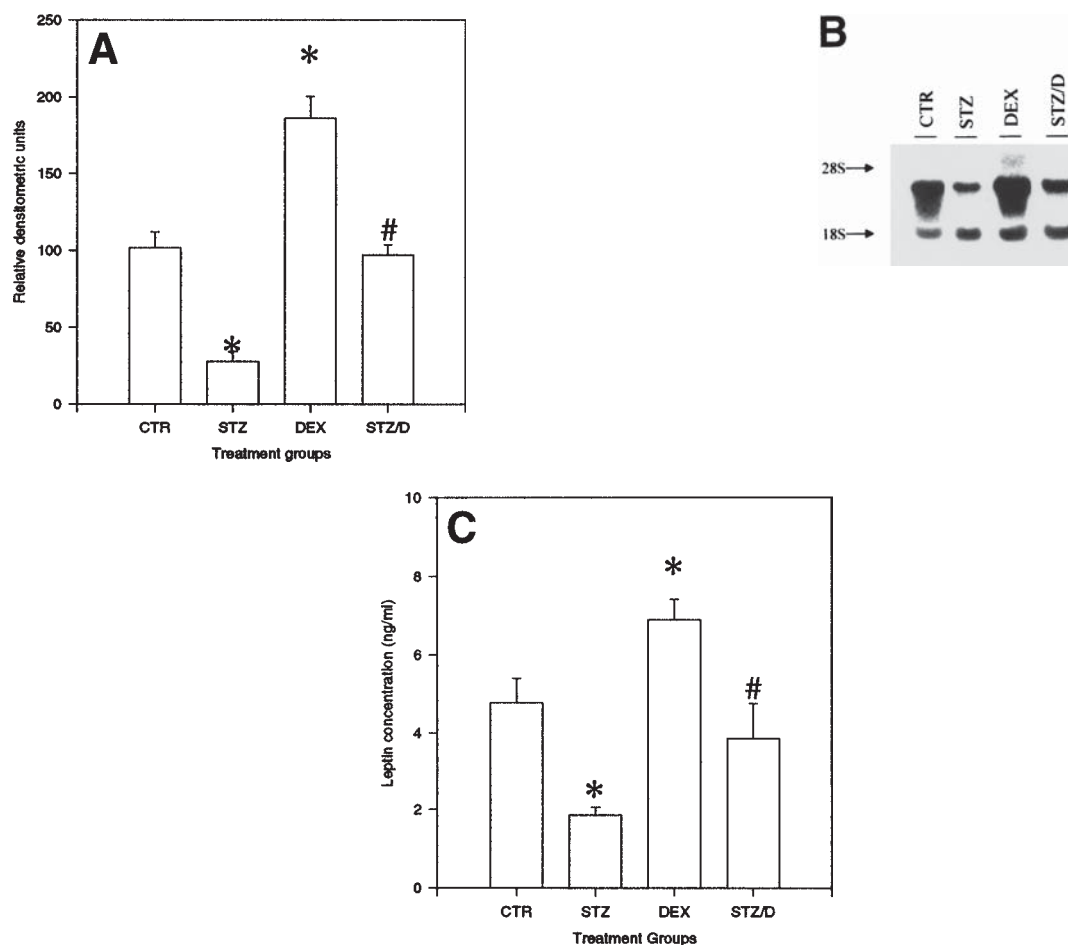 A
250
200
150
100
50
0
Relative densitometric units
*
*
#
CTR STZ DEX STZ/D
Treatment groups
B
CTR STZ DEX STZ/D
28S
18S
C
10
8
6
4
2
0
Leptin concentration (ng/ml)
*
*
#
CTR STZ DEX STZ/D
Treatment Groups